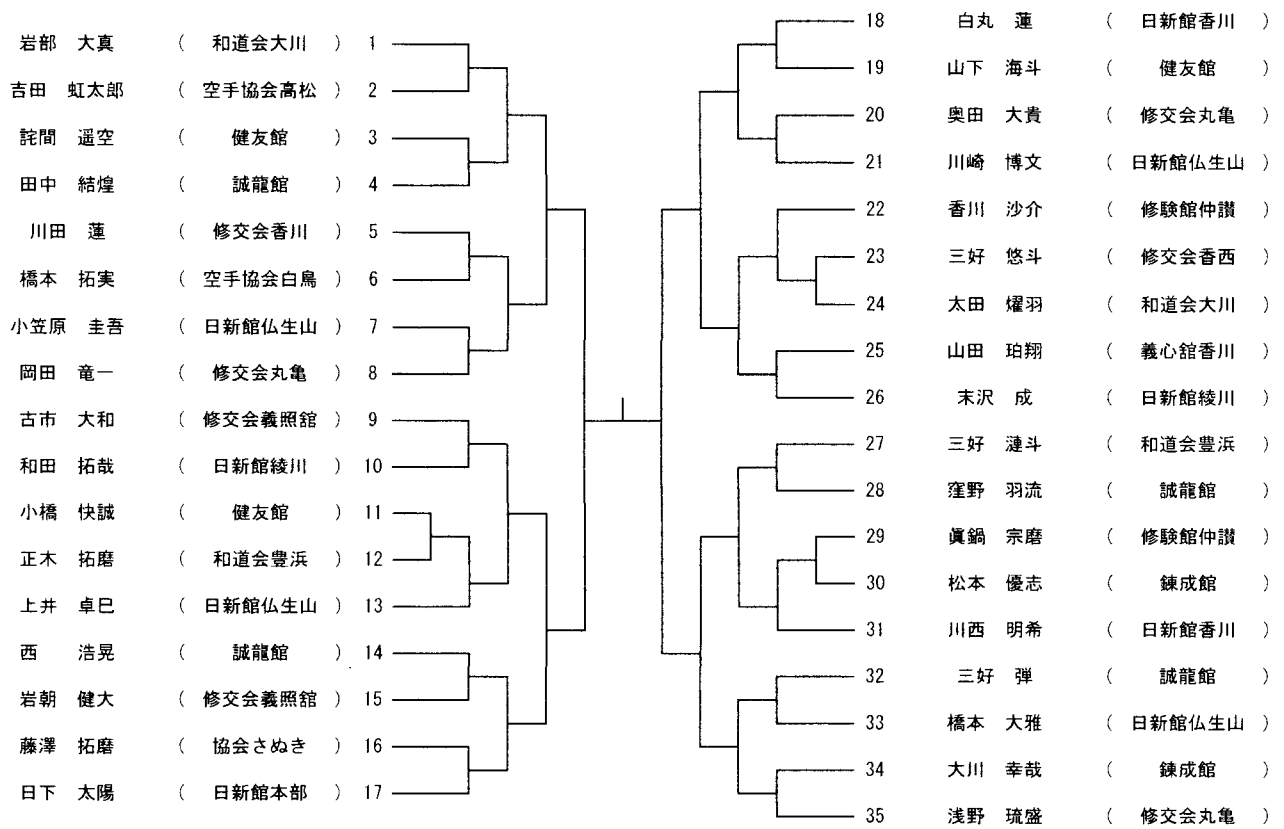 岩部 大真 ( 和道会大川 ) 1
吉田 虹太郎 ( 空手協会高松 ) 2
詫間 遥空 ( 健友館 ) 3
田中 結煌 ( 誠龍館 ) 4
川田 蓮 ( 修交会香川 ) 5
橋本 拓実 ( 空手協会白鳥 ) 6
小笠原 圭吾 ( 日新館仏生山 ) 7
岡田 竜一 ( 修交会丸亀 ) 8
古市 大和 ( 修交会義照舘 ) 9
和田 拓哉 ( 日新館綾川 ) 10
小橋 快誠 ( 健友館 ) 11
正木 拓磨 ( 和道会豊浜 ) 12
上井 卓巳 ( 日新館仏生山 ) 13
西 浩晃 ( 誠龍館 ) 14
岩朝 健大 ( 修交会義照舘 ) 15
藤澤 拓磨 ( 協会さぬき ) 16
日下 太陽 ( 日新館本部 ) 17
18 白丸 蓮 ( 日新館香川 )
19 山下 海斗 ( 健友館 )
20 奥田 大貴 ( 修交会丸亀 )
21 川崎 博文 ( 日新館仏生山 )
22 香川 沙介 ( 修験館仲讃 )
23 三好 悠斗 ( 修交会香西 )
24 太田 燿羽 ( 和道会大川 )
25 山田 珀翔 ( 義心舘香川 )
26 末沢 成 ( 日新館綾川 )
27 三好 漣斗 ( 和道会豊浜 )
28 窪野 羽流 ( 誠龍館 )
29 眞鍋 宗磨 ( 修験館仲讃 )
30 松本 優志 ( 錬成館 )
31 川西 明希 ( 日新館香川 )
32 三好 弾 ( 誠龍館 )
33 橋本 大雅 ( 日新館仏生山 )
34 大川 幸哉 ( 錬成館 )
35 浅野 琉盛 ( 修交会丸亀 )